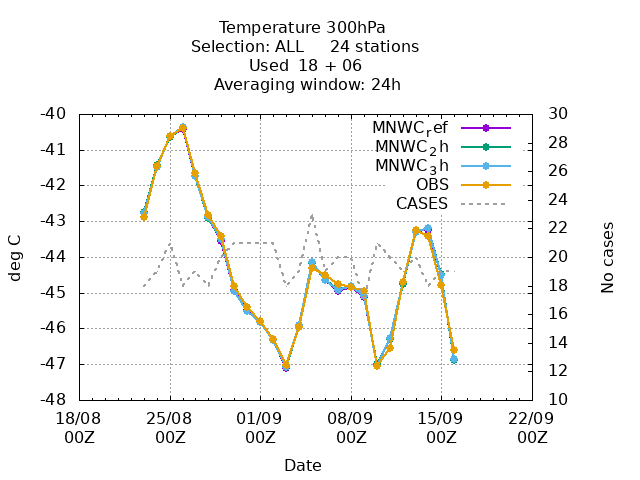 Temperature 300hPa
Selection: ALL     24 stations
Used  18 + 06
Averaging window: 24h
-40
-41
-42
-43
-44
-45
-46
-47
-48
deg C
30
28
26
24
22
20
18
16
14
12
10
No cases
MNWC_ref
MNWC_2h
MNWC_3h
OBS
CASES
18/08 25/08 01/09 08/09 15/09 22/09
00Z 00Z 00Z 00Z 00Z 00Z
Date